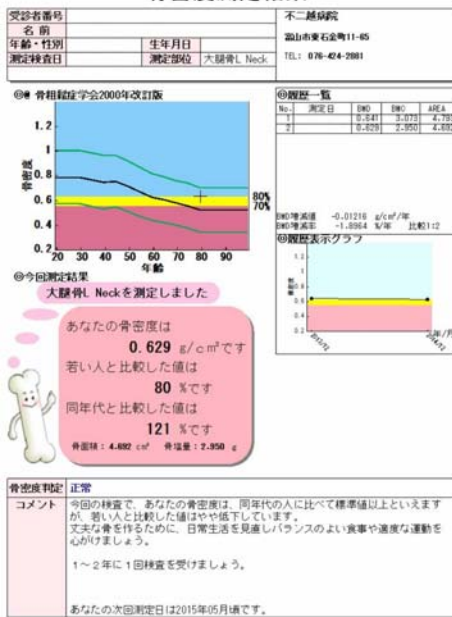 受診者番号
名 前
年齢・性別
生年月日
測定検査日
測定部位
大腿骨L Neck
不二越病院
富山市東石金町11-65
TEL: 076-424-2881
骨粗鬆症学会2000年改訂版
骨密度
1.2
1
0.8
0.6
0.4
0.2
80%
70%
20 30 40 50 60 70 80 90
年齢
◎履歴一覧
No. 測定日 BMD BMC AREA
1 0.641 3.073 4.793
2 0.629 2.950 4.692
BMD増減値 -0.01216 g/cm²/年
BMD増減率 -1.8964 %/年 比較1:2
◎履歴表示グラフ
1.2
1
0.8
0.6
0.4
0.2
年/月
◎今回測定結果
大腿骨L Neckを測定しました
あなたの骨密度は
0.629 g/cm²です
若い人と比較した値は
80 %です
同年代と比較した値は
121 %です
骨面積:4.692 cm² 骨塩量:2.950 g
骨密度判定 正常
コメント
今回の検査で、あなたの骨密度は、同年代の人に比べて標準値以上といえます
が、若い人と比較した値はやや低下しています。
丈夫な骨を作るために、日常生活を見直しバランスのよい食事や適度な運動を
心がけましょう。
1～2年に1回検査を受けましょう。
あなたの次回測定日は2015年05月頃です。